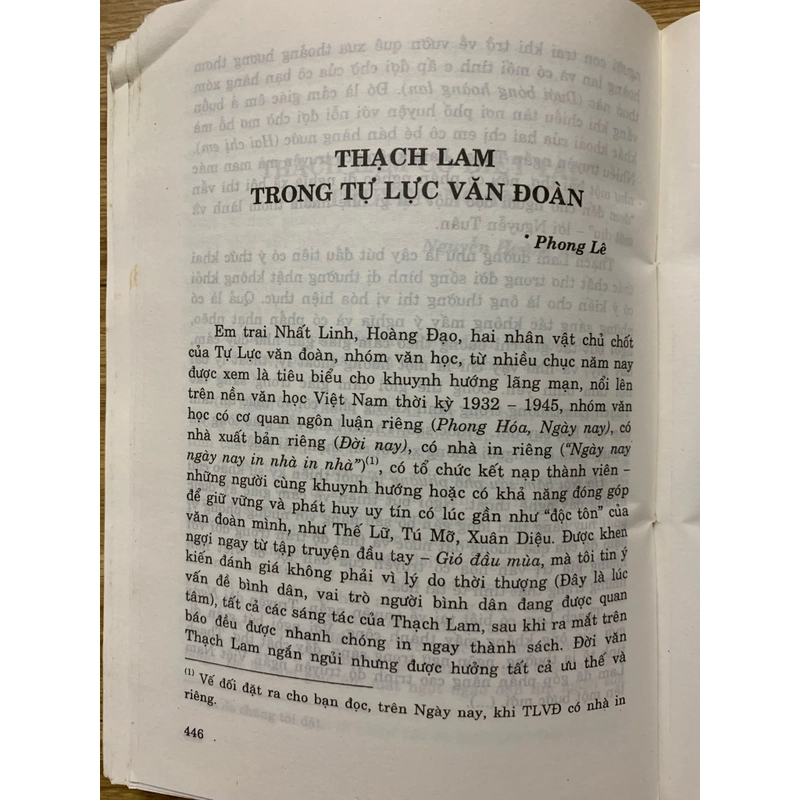 THẠCH LAM
TRONG TỰ LỰC VĂN ĐOÀN
* Phong Lê
Em trai Nhất Linh, Hoàng Đạo, hai nhân vật chủ chốt
của Tự Lực văn đoàn, nhóm văn học, từ nhiều chục năm nay
được xem là tiêu biểu cho khuynh hướng lãng mạn, nổi lên
trên nền văn học Việt Nam thời kỳ 1932 – 1945, nhóm văn
học có cơ quan ngôn luận riêng (Phong Hóa, Ngày nay), có
nhà xuất bản riêng (Đời nay), có nhà in riêng (“Ngày nay
ngày nay in nhà in nhà”)(1), có tổ chức kết nạp thành viên –
những người cùng khuynh hướng hoặc có khả năng đóng góp
để giữ vững và phát huy uy tín có lúc gần như “độc tôn” của
văn đoàn mình, như Thế Lữ, Tú Mỡ, Xuân Diệu. Được khen
ngợi ngay từ tập truyện đầu tay – Gió đầu mùa, mà tôi tin ý
kiến đánh giá không phải vì lý do thời thượng (Đây là lúc
vấn đề bình dân, vai trò người bình dân đang được quan
tâm), tất cả các sáng tác của Thạch Lam, sau khi ra mắt trên
báo đều được nhanh chóng in ngay thành sách. Đời văn
Thạch Lam ngắn ngủi nhưng được hưởng tất cả ưu thế và
(1) Vế đối đặt ra cho bạn đọc, trên Ngày nay, khi TLVĐ có nhà in
riêng.
446